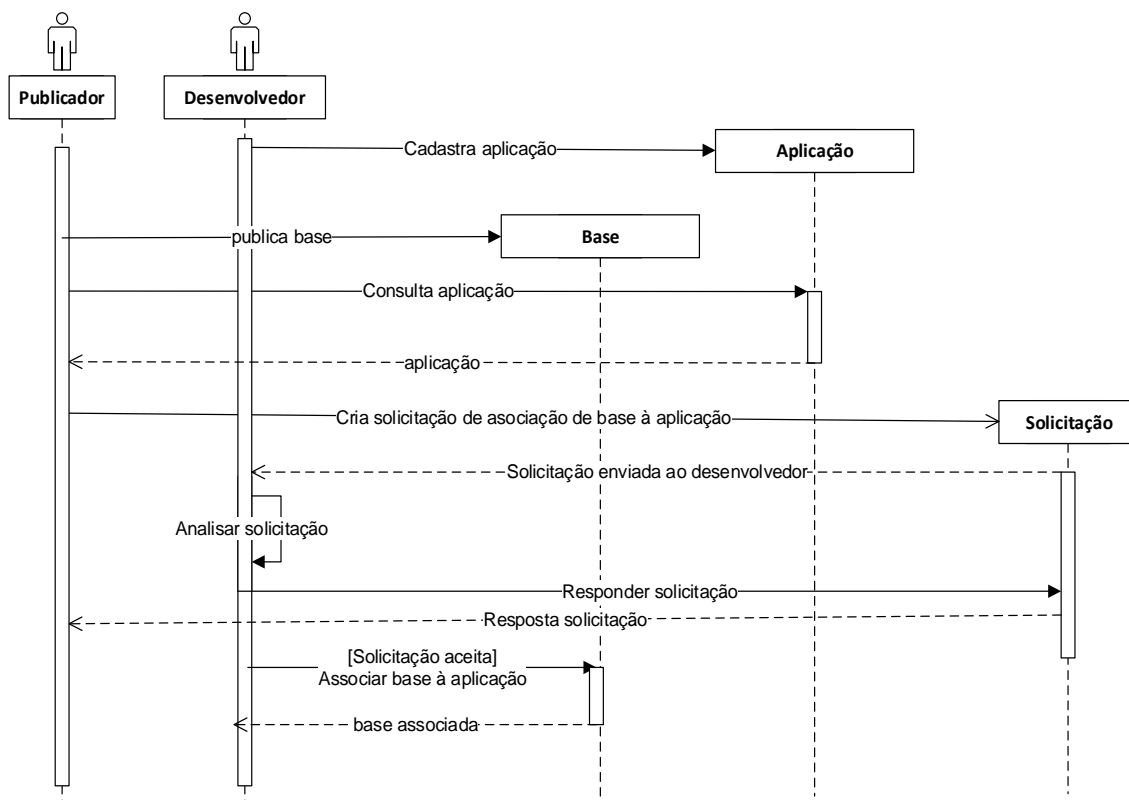 Publicador
Desenvolvedor
Cadastra aplicação
Aplicação
publica base
Base
Consulta aplicação
aplicação
Cria solicitação de asociação de base à aplicação
Solicitação
Solicitação enviada ao desenvolvedor
Analisar solicitação
Responder solicitação
Resposta solicitação
[Solicitação aceita]
Associar base à aplicação
base associada